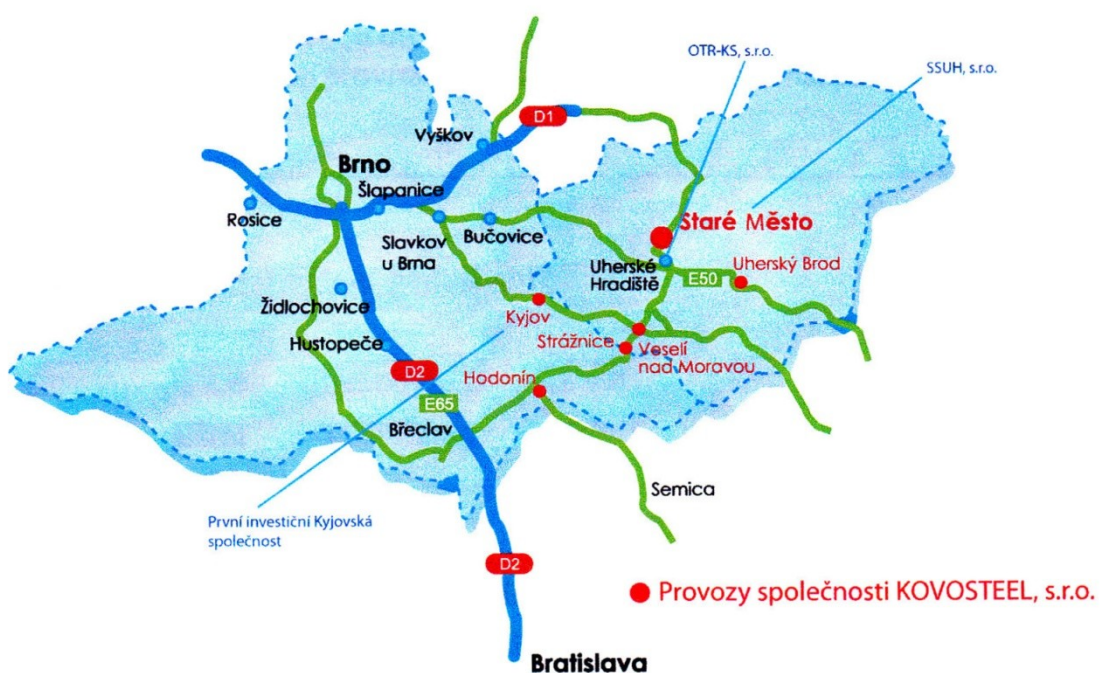 OTR-KS, s.r.o.
SSUH, s.r.o.
D1
Vyškov
Brno
Šlapanice
Rosice
Slavkov
u Brna
Bučovice
Staré Město
Uherské
Hradiště
E50
Uherský Brod
Židlochovice
Kyjov
Hustopeče
Strážnice
Veselí
nad Moravou
D2
Hodonín
E65
Břeclav
Semica
První investiční Kyjovská
společnost
D2
Provozy společnosti KOVOSTEEL, s.r.o.
Bratislava